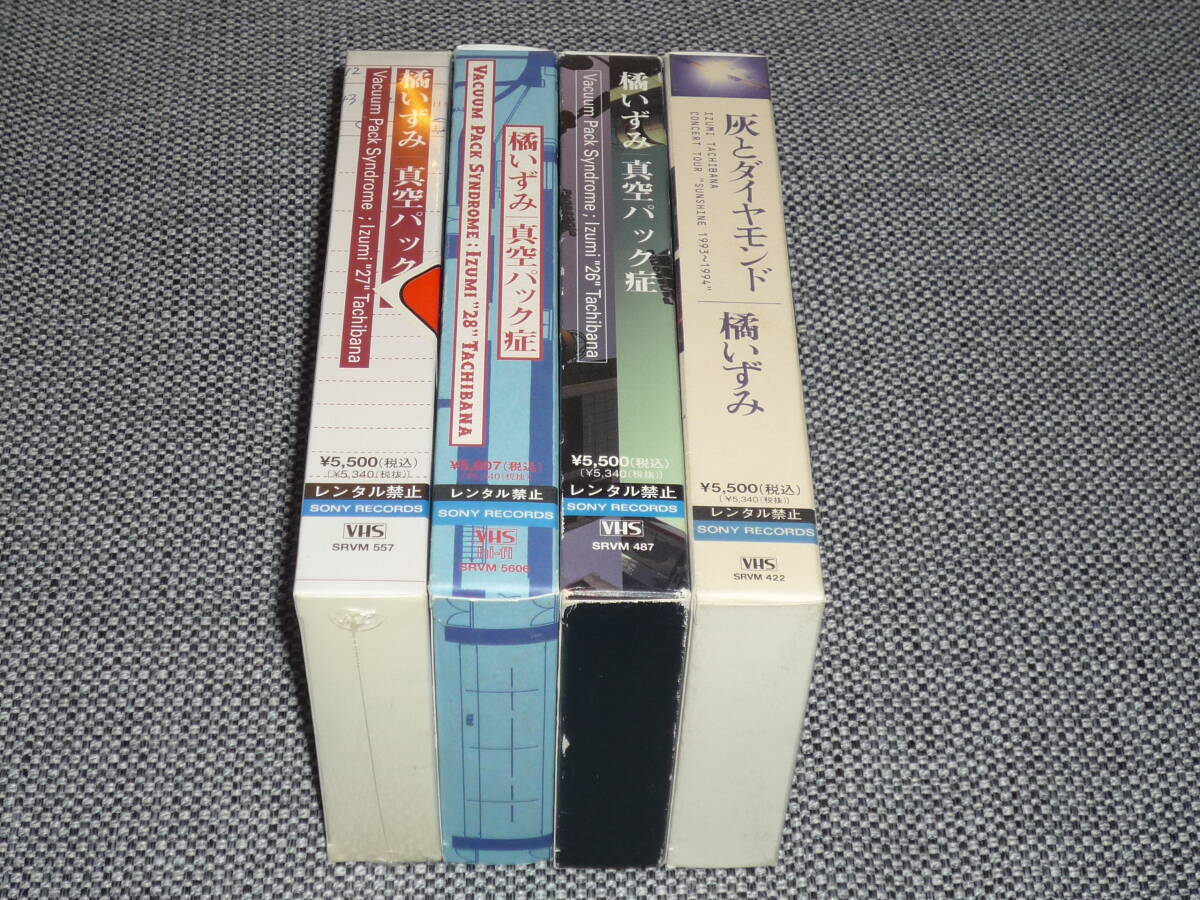 橘いずみ 真空パック
Vacuum Pack Syndrome ; Izumi "27" Tachibana
¥5,500(税込)
(¥5,340(税抜))
レンタル禁止
SONY RECORDS
VHS
SRVM 557
橘いずみ 真空パック症
VACUUM PACK SYNDROME : IZUMI "28" TACHIBANA
レンタル禁止
SONY RECORDS
VHS
hi-fi
SRVM 5606
橘いずみ 真空パック症
Vacuum Pack Syndrome ; Izumi "26" Tachibana
¥5,500(税込)
(¥5,340(税抜))
レンタル禁止
SONY RECORDS
VHS
SRVM 487
灰とダイヤモンド 橘いずみ
IZUMI TACHIBANA
CONCERT TOUR "SUNSHINE 1993~1994"
¥5,500(税込)
(¥5,340(税抜))
レンタル禁止
SONY RECORDS
VHS
SRVM 422